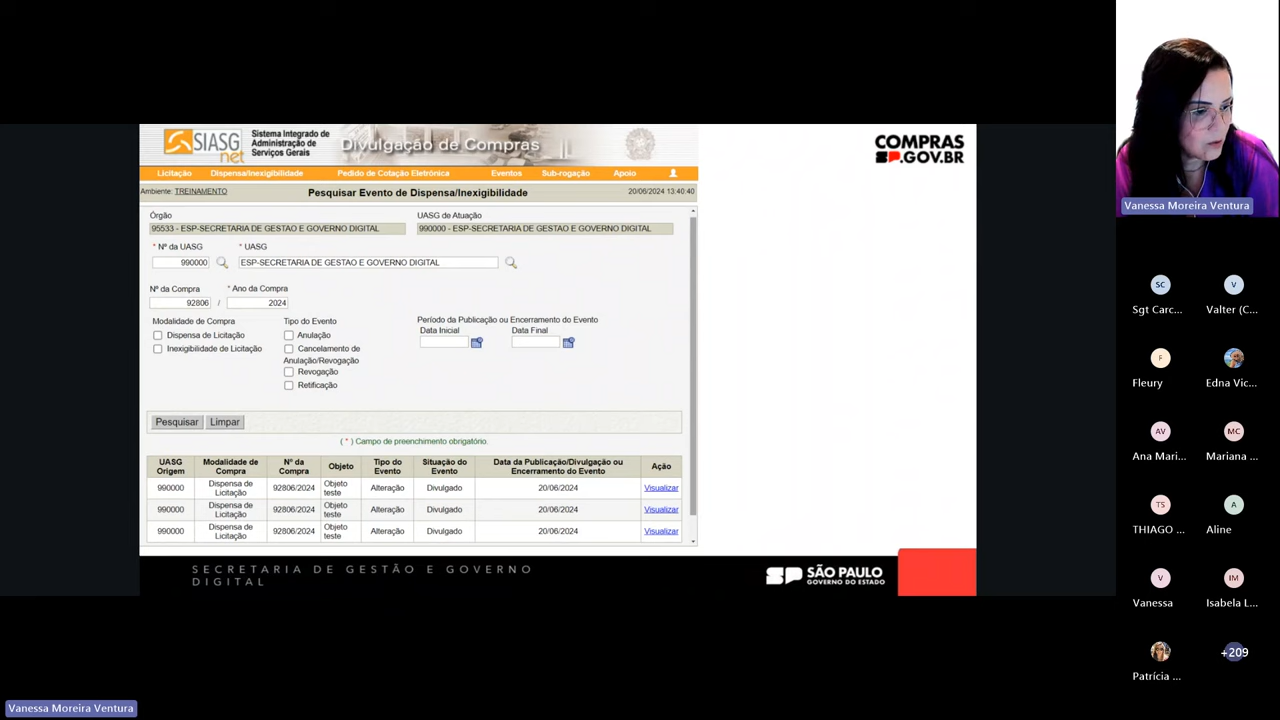 SIASG
net
Sistema Integrado de
Administração de
Serviços Gerais
Divulgação de Compras
COMPRAS
.GOV.BR
Licitação Dispensa/Inexigibilidade Pedido de Cotação Eletrônica Eventos Sub-rogação Apoio
Ambiente: TREINAMENTO Pesquisar Evento de Dispensa/Inexigibilidade 20/06/2024 13:40:40
Órgão UASG de Atuação
95533 - ESP-SECRETARIA DE GESTAO E GOVERNO DIGITAL 990000 - ESP-SECRETARIA DE GESTAO E GOVERNO DIGITAL
* Nº da UASG * UASG
990000 ESP-SECRETARIA DE GESTAO E GOVERNO DIGITAL
Nº da Compra * Ano da Compra
92806 / 2024
Modalidade de Compra Tipo do Evento Período da Publicação ou Encerramento do Evento
Dispensa de Licitação Anulação Data Inicial Data Final
Inexigibilidade de Licitação Cancelamento de
Anulação/Revogação
Revogação
Retificação
Pesquisar Limpar
( * ) Campo de preenchimento obrigatório.
UASG Origem Modalidade de Compra Nº da Compra Objeto Tipo do Evento Situação do Evento Data da Publicação/Divulgação ou Encerramento do Evento Ação
990000 Dispensa de Licitação 92806/2024 Objeto teste Alteração Divulgado 20/06/2024 Visualizar
990000 Dispensa de Licitação 92806/2024 Objeto teste Alteração Divulgado 20/06/2024 Visualizar
990000 Dispensa de Licitação 92806/2024 Objeto teste Alteração Divulgado 20/06/2024 Visualizar
SECRETARIA DE GESTÃO E GOVERNO
DIGITAL
SP SÃO PAULO
GOVERNO DO ESTADO
Vanessa Moreira Ventura
SC V
Sgt Carc... Valter (C...
F
Fleury Edna Vic...
AV MC
Ana Mari... Mariana ...
TS A
THIAGO ... Aline
V IM
Vanessa Isabela L...
+209
Patrícia ...
Vanessa Moreira Ventura